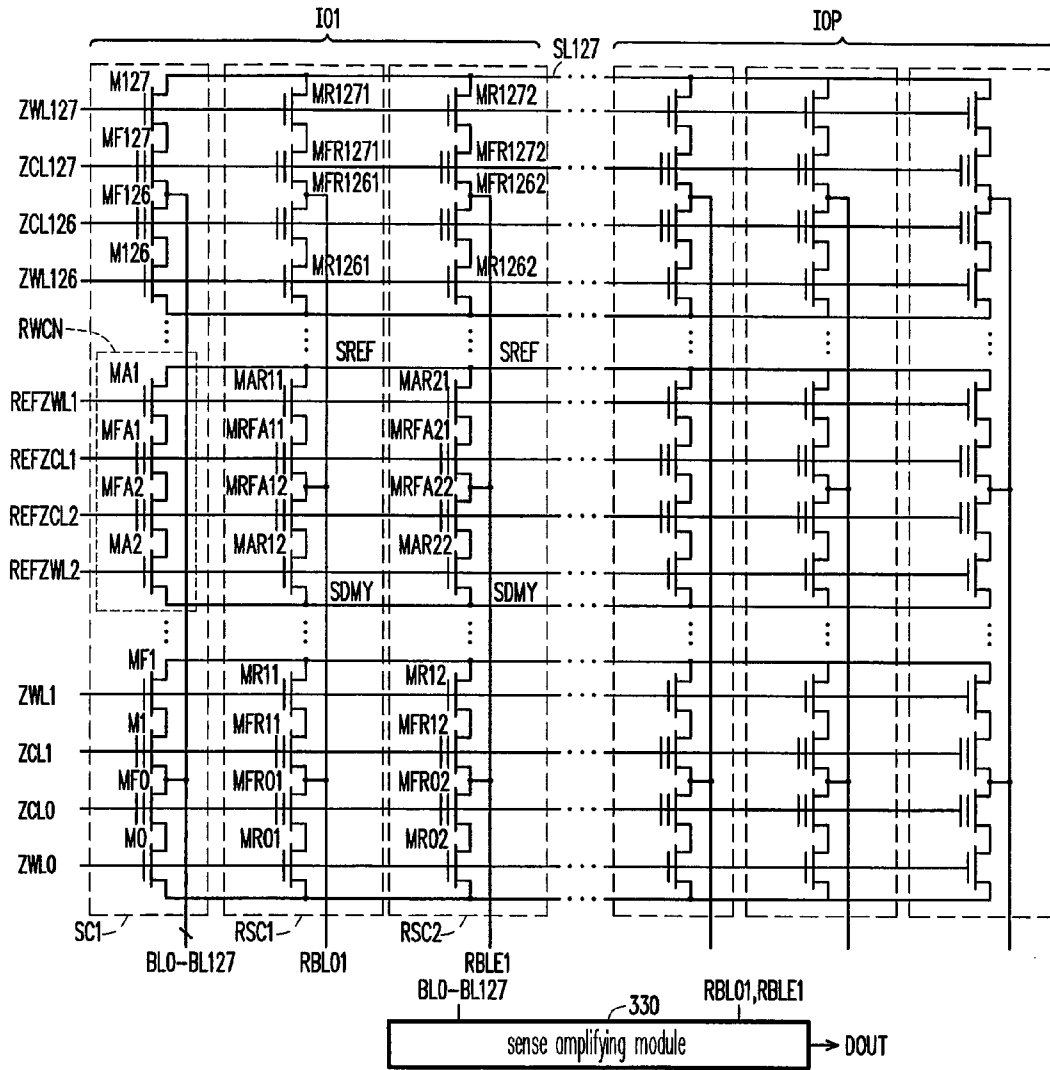 IO1 IOP
SL127
M127 MR1271 MR1272
ZWL127
MF127 MFR1271 MFR1272
ZCL127
MF126 MFR1261 MFR1262
ZCL126
M126 MR1261 MR1262
ZWL126
RWCN
SREF SREF
MA1 MAR11 MAR21
REFZWL1
MFA1 MRFA11 MRFA21
REFZCL1
MFA2 MRFA12 MRFA22
REFZCL2
MA2 MAR12 MAR22
REFZWL2
SDMY SDMY
MF1 MR11 MR12
ZWL1
M1 MFR11 MFR12
ZCL1
MF0 MFR01 MFR02
ZCL0
M0 MR01 MR02
ZWL0
SC1 RSC1 RSC2
BL0-BL127 RBLO1 RBLE1
BL0-BL127 RBLO1,RBLE1
330
sense amplifying module DOUT